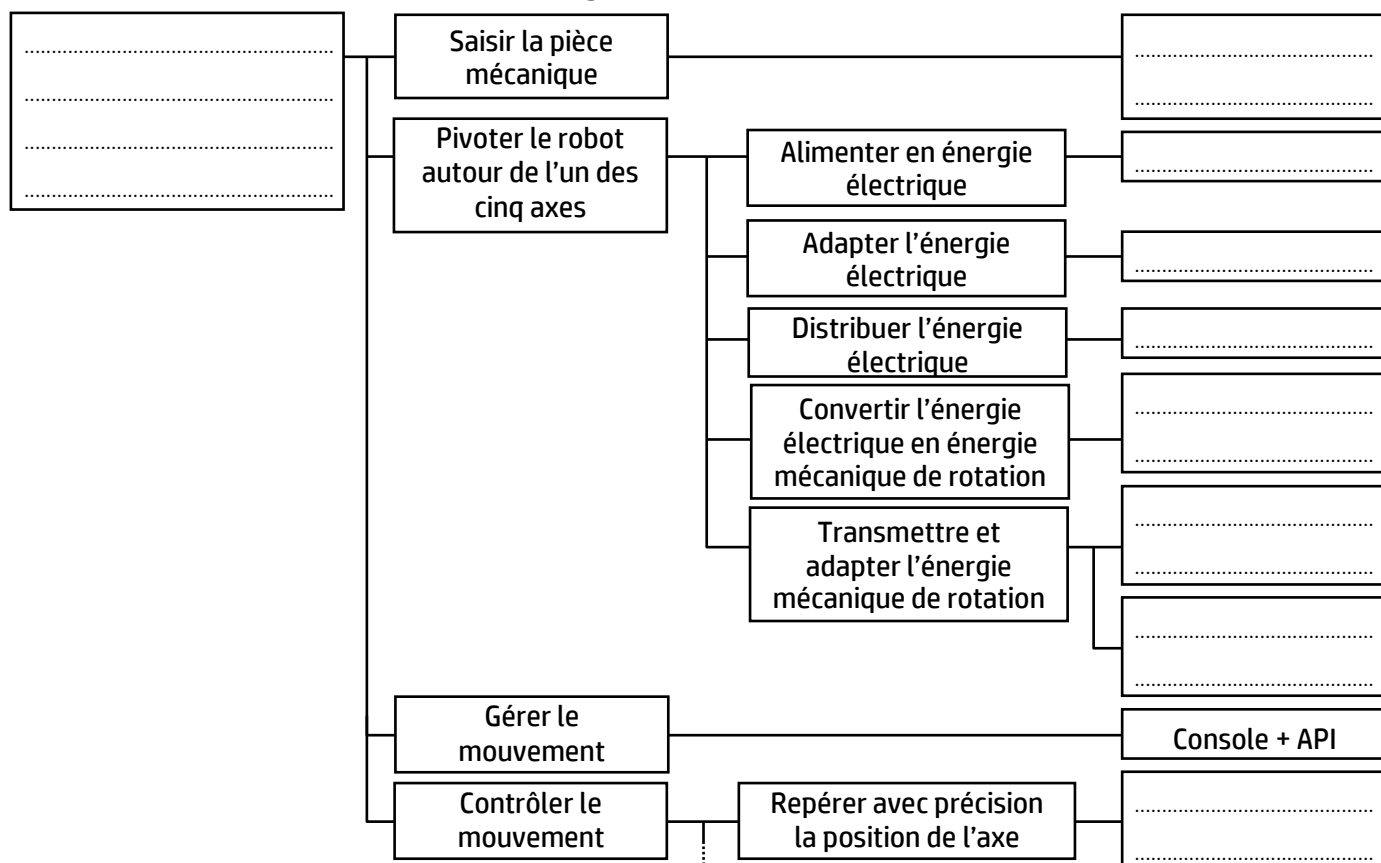 Saisir la pièce
mécanique
Pivoter le robot
autour de l'un des
cinq axes
Alimenter en énergie
électrique
Adapter l'énergie
électrique
Distribuer l'énergie
électrique
Convertir l'énergie
électrique en énergie
mécanique de rotation
Transmettre et
adapter l'énergie
mécanique de rotation
Gérer le
mouvement
Console + API
Contrôler le
mouvement
Repérer avec précision
la position de l'axe